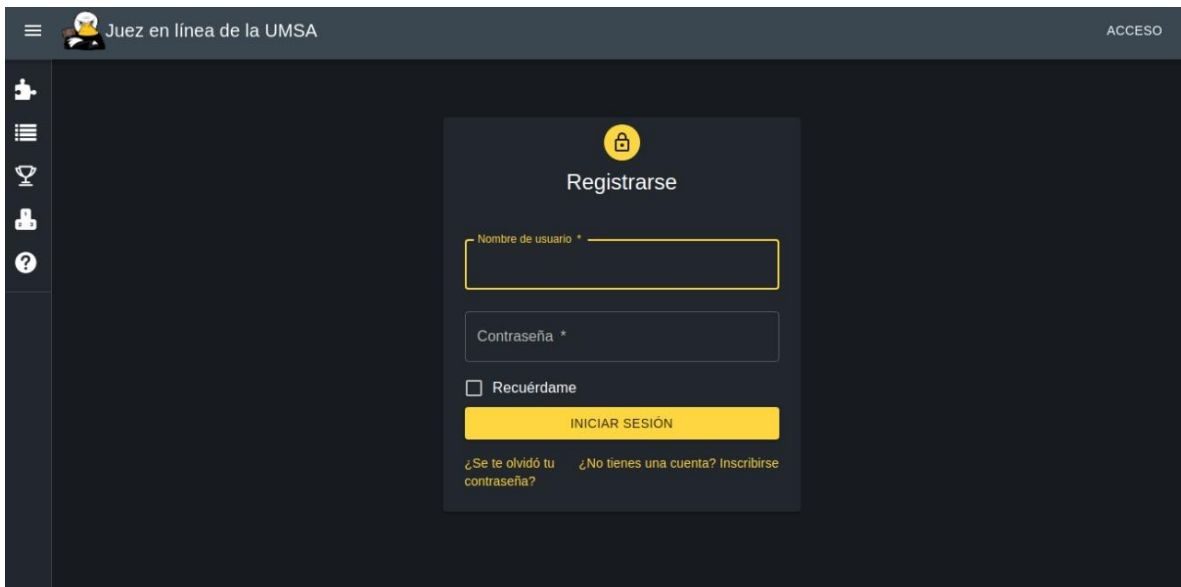 Juez en línea de la UMSA
ACCESO
Registrarse
Nombre de usuario *
Contraseña *
Recuérdame
INICIAR SESIÓN
¿Se te olvidó tu contraseña?
¿No tienes una cuenta? Inscribirse